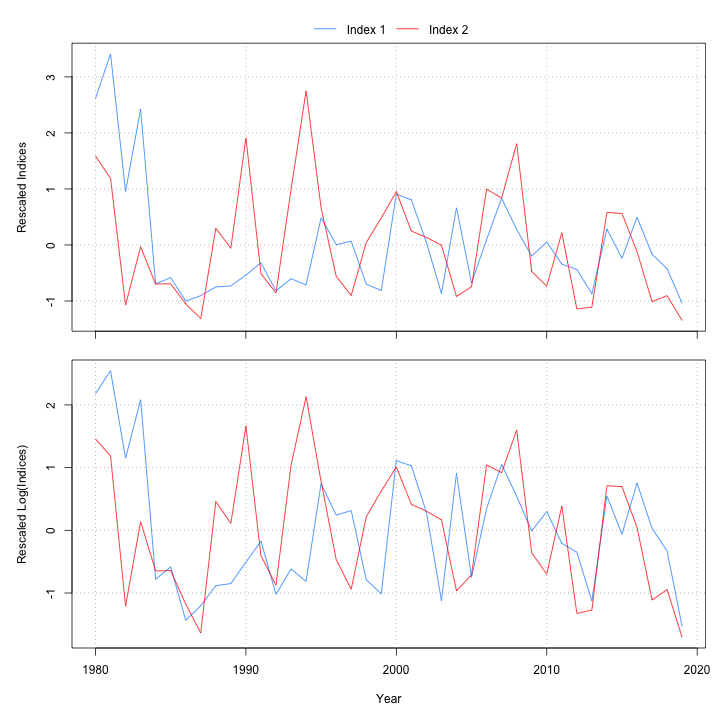 Index 1 Index 2
Rescaled Indices
3
2
1
0
-1
Rescaled Log(Indices)
2
1
0
-1
1980 1990 2000 2010 2020
Year